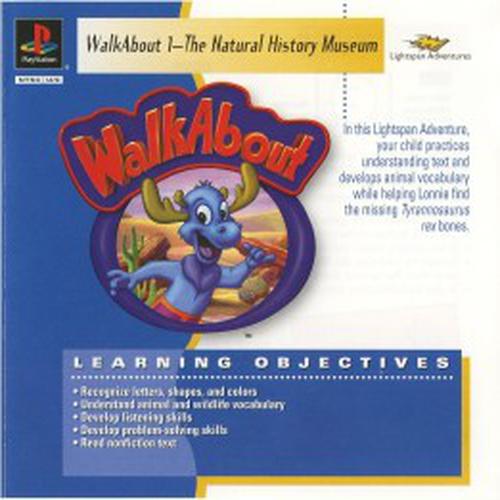 WalkAbout 1–The Natural History Museum
PlayStation
Lightspan Adventures
WalkAbout
In this Lightspan Adventure,
your child practices
understanding text and
develops animal vocabulary
while helping Lonnie find
the missing Tyrannosaurus
rex bones.
TM
LEARNING OBJECTIVES
• Recognize letters, shapes, and colors
• Understand animal and wildlife vocabulary
• Develop listening skills
• Develop problem-solving skills
• Read nonfiction text